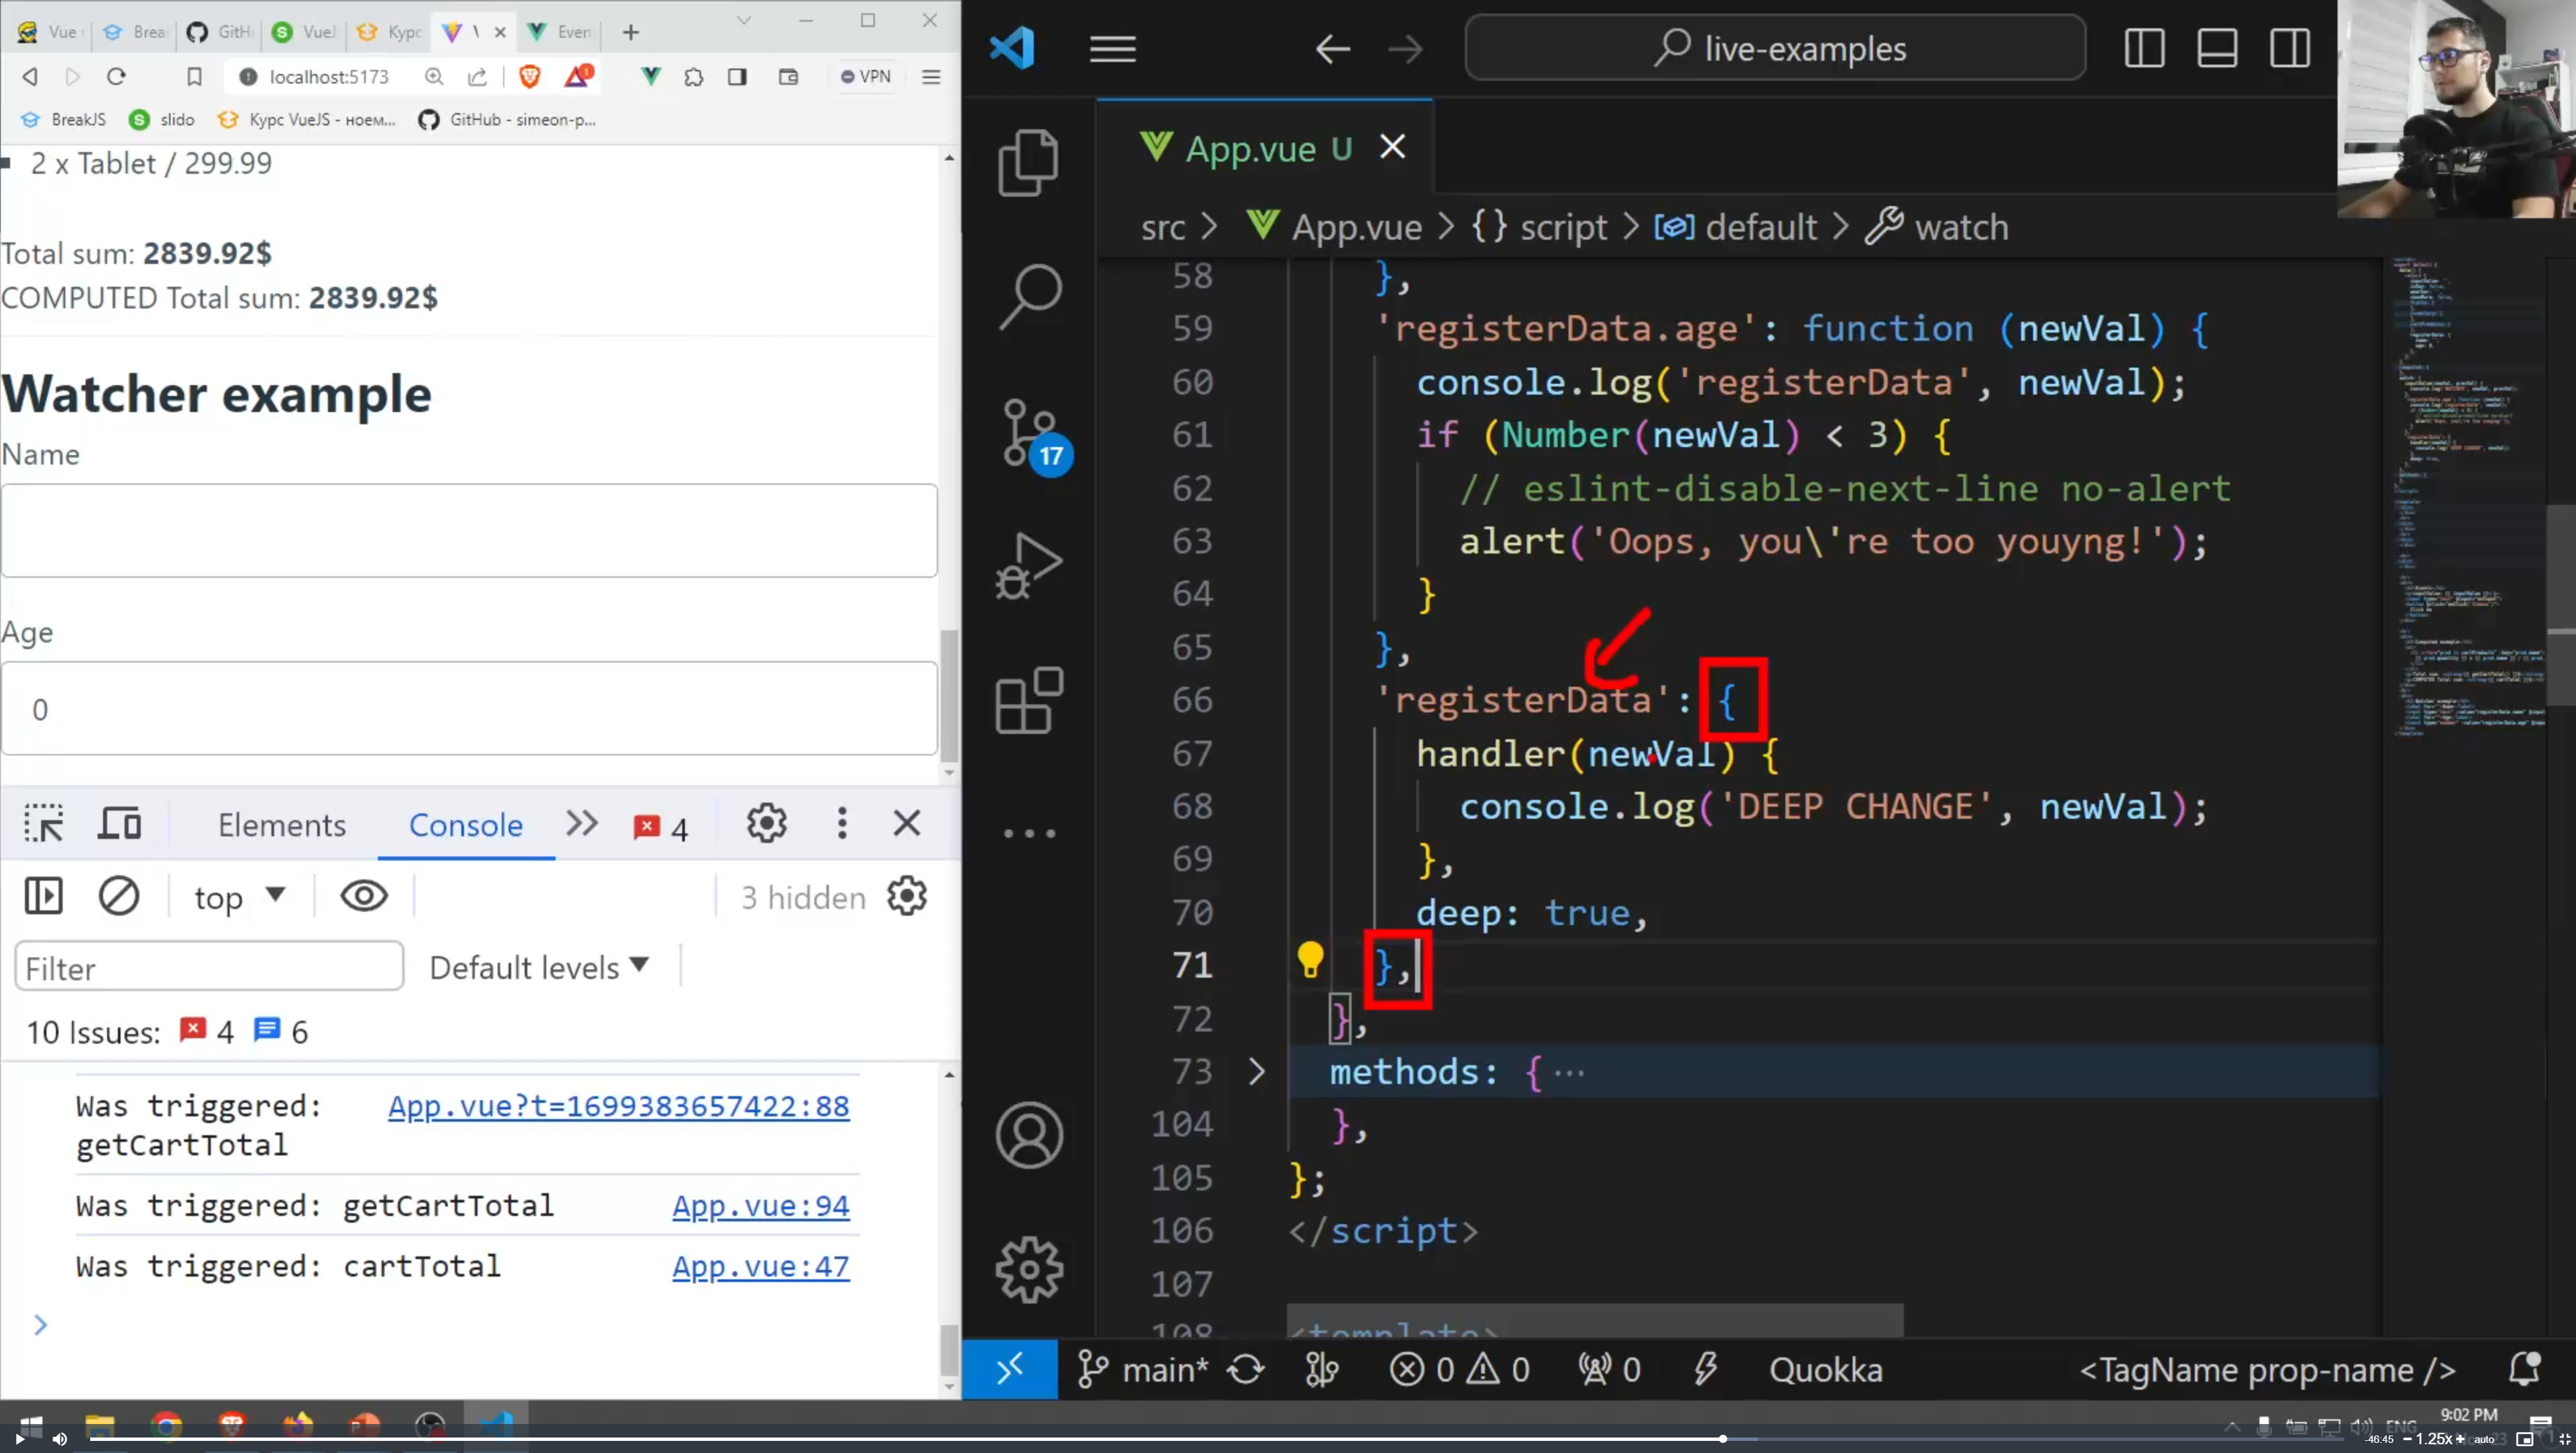 Vue
Brea
GitH
VueJ
Курс
Even
localhost:5173
VPN
BreakJS
slido
Курс VueJS - ноем...
GitHub - simeon-p...
2 x Tablet / 299.99
Total sum: 2839.92$
COMPUTED Total sum: 2839.92$
Watcher example
Name
Age
0
Elements
Console
4
top
3 hidden
Filter
Default levels
10 Issues: 4 6
Was triggered: getCartTotal App.vue?t=1699383657422:88
Was triggered: getCartTotal App.vue:94
Was triggered: cartTotal App.vue:47
live-examples
App.vue U
src > App.vue > {} script > default > watch
17
58 },
59 'registerData.age': function (newVal) {
60 console.log('registerData', newVal);
61 if (Number(newVal) < 3) {
62 // eslint-disable-next-line no-alert
63 alert('Oops, you\'re too youyng!');
64 }
65 },
66 'registerData': {
67 handler(newVal) {
68 console.log('DEEP CHANGE', newVal);
69 },
70 deep: true,
71 },
72 },
73 methods: { ...
104 },
105 };
106 </script>
107
108 <template>
main* 0 0 0 Quokka <TagName prop-name />
ENG
9:02 PM
-46:45
1.25x
auto